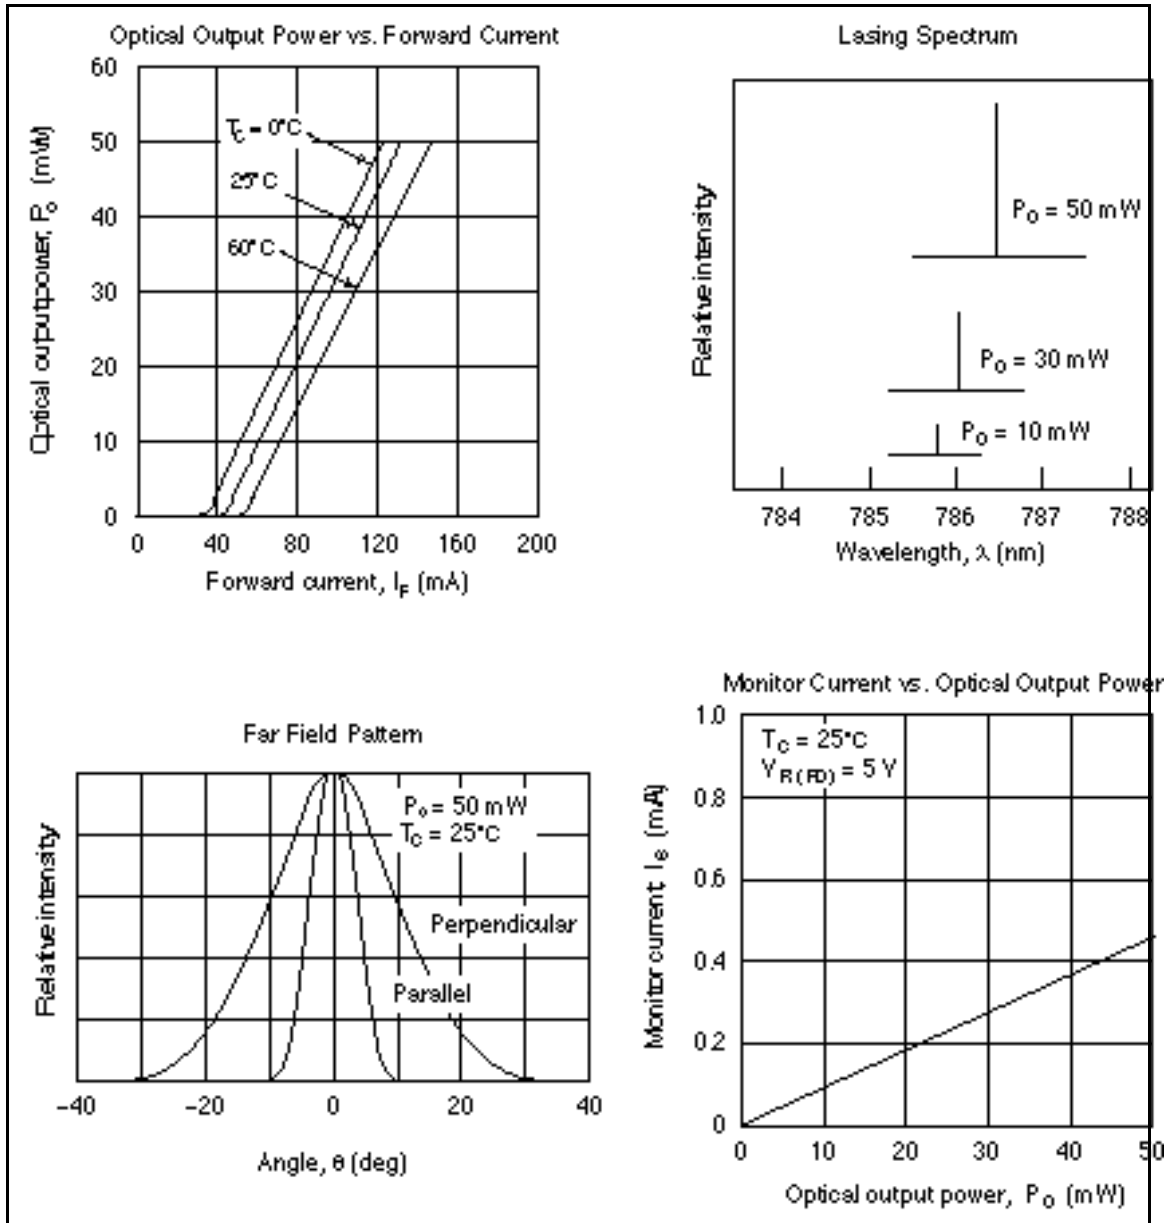 Optical Output Power vs. Forward Current
Optical output power, Po (mW)
60
50
40
30
20
10
0
TC = 0°C
25°C
60°C
0 40 80 120 160 200
Forward current, IF (mA)
Lasing Spectrum
Relative intensity
PO = 50 mW
PO = 30 mW
PO = 10 mW
784 785 786 787 788
Wavelength, λ (nm)
Far Field Pattern
Relative intensity
Po = 50 mW
TC = 25°C
Perpendicular
Parallel
−40 −20 0 20 40
Angle, θ (deg)
Monitor Current vs. Optical Output Power
Monitor current IS (mA)
1.0
0.8
0.6
0.4
0.2
0
TC = 25°C
VR(PD) = 5 V
0 10 20 30 40 50
Optical output power, PO (mW)